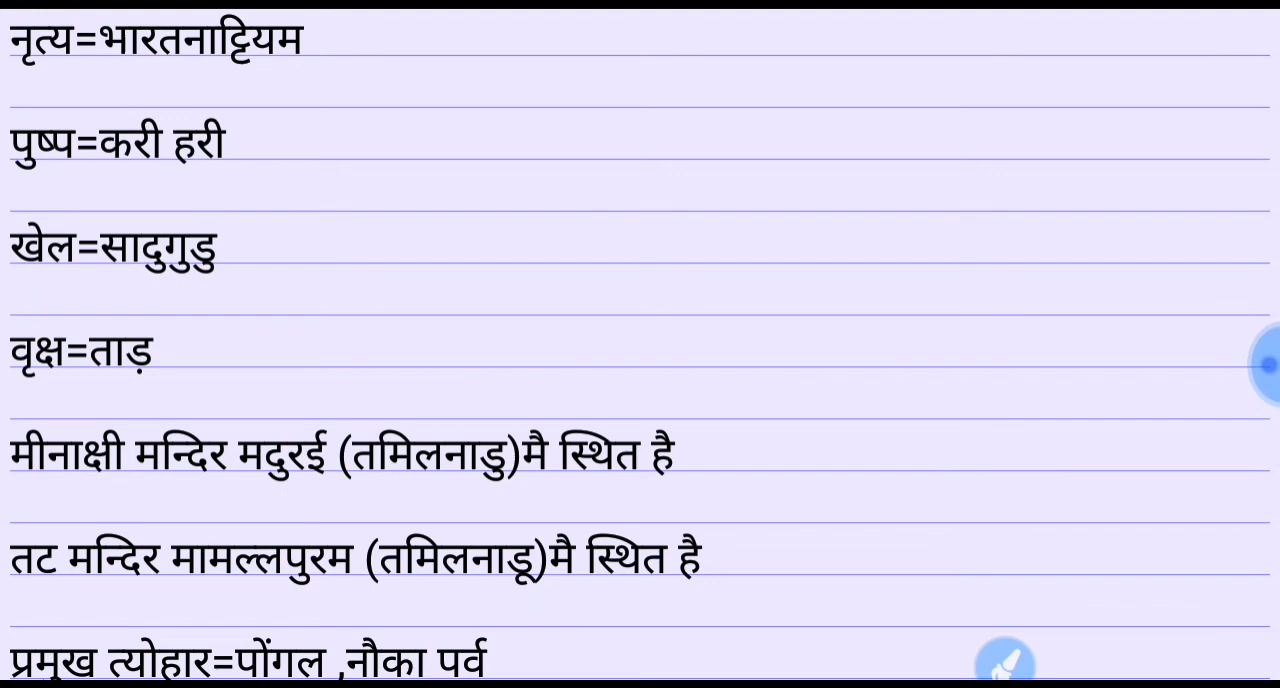 नृत्य=भारतनाट्टियम
पुष्प=करी हरी
खेल=सादुगुडु
वृक्ष=ताड़
मीनाक्षी मन्दिर मदुरई (तमिलनाडु)मै स्थित है
तट मन्दिर मामल्लपुरम (तमिलनाडू)मै स्थित है
प्रमुख त्योहार=पोंगल ,नौका पर्व